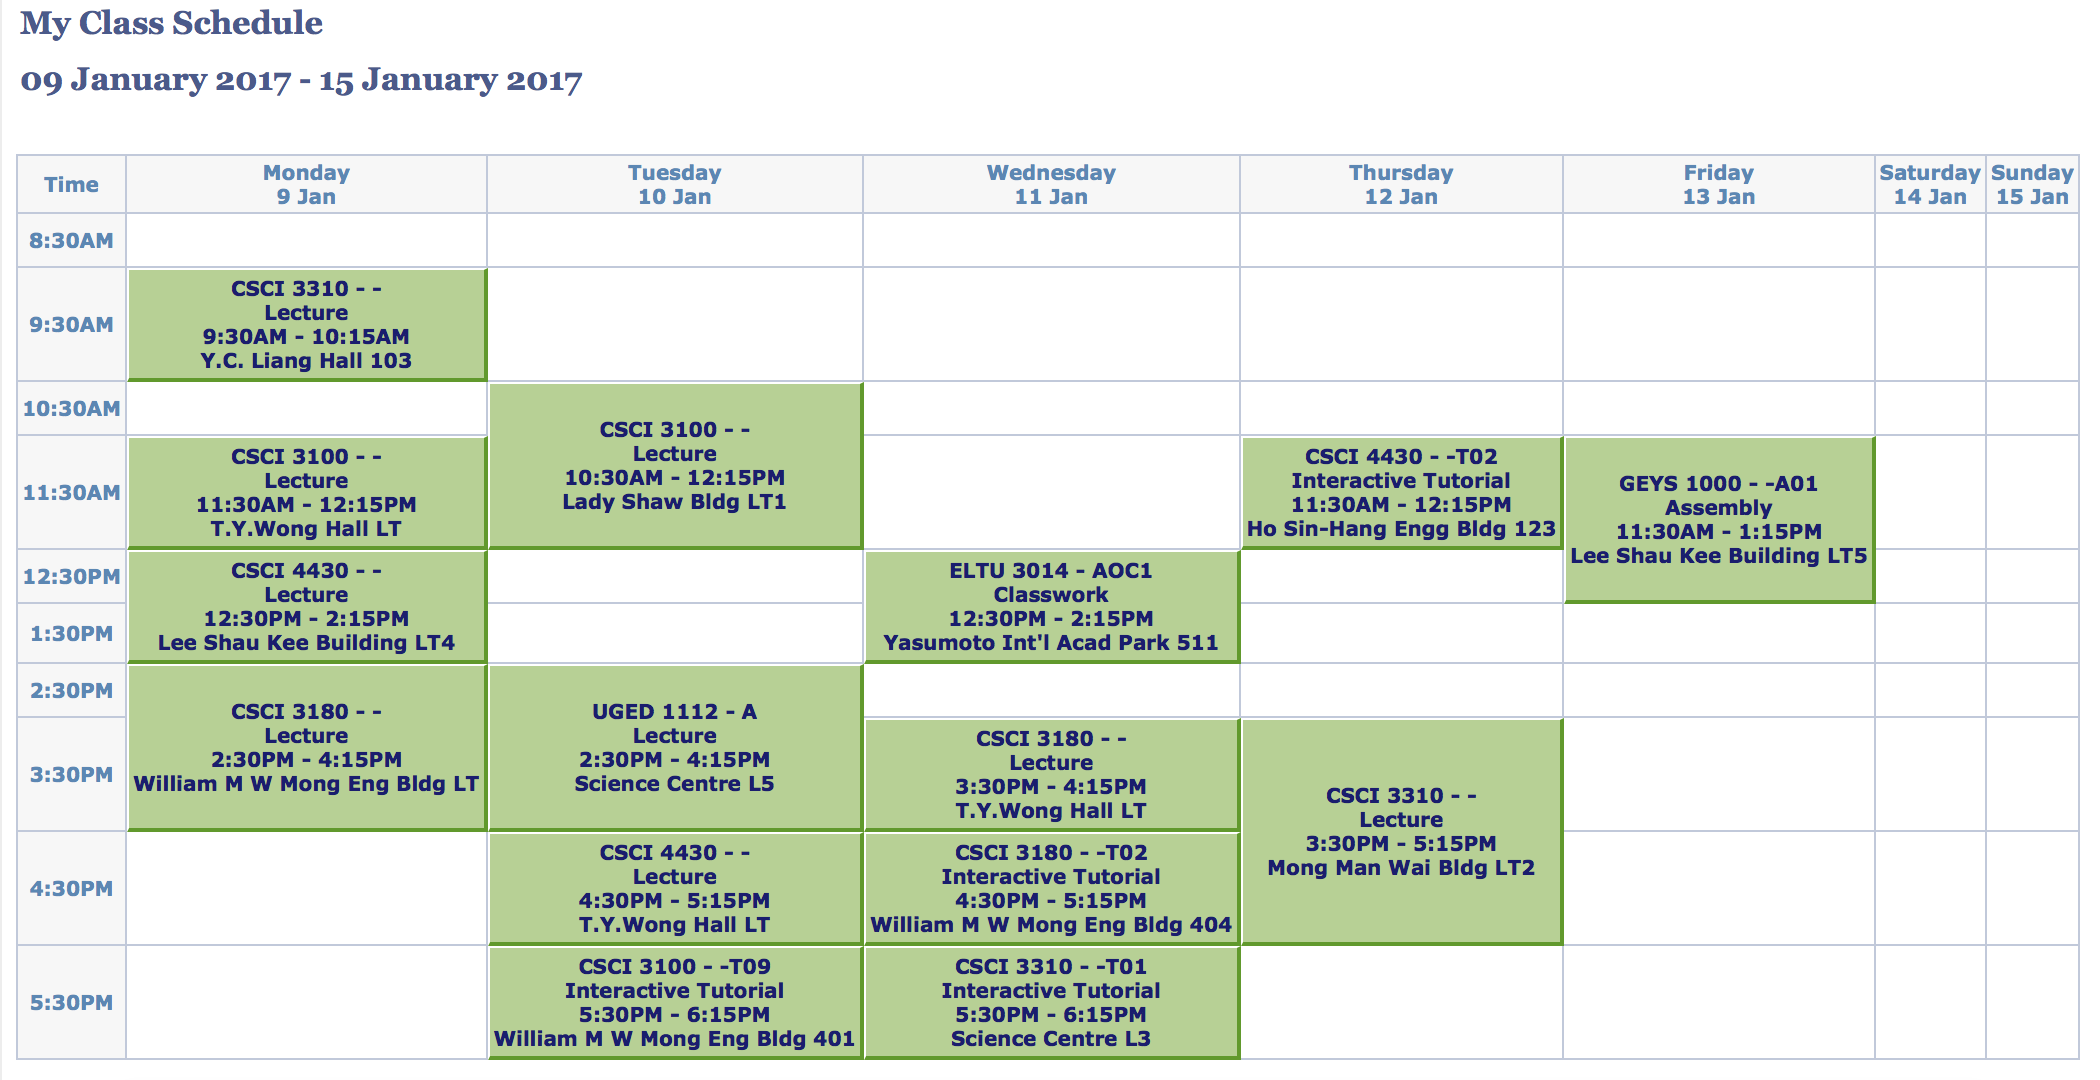 My Class Schedule
09 January 2017 - 15 January 2017
Time
Monday
9 Jan
Tuesday
10 Jan
Wednesday
11 Jan
Thursday
12 Jan
Friday
13 Jan
Saturday
14 Jan
Sunday
15 Jan
8:30AM
9:30AM
CSCI 3310 - -
Lecture
9:30AM - 10:15AM
Y.C. Liang Hall 103
10:30AM
CSCI 3100 - -
Lecture
10:30AM - 12:15PM
Lady Shaw Bldg LT1
11:30AM
CSCI 3100 - -
Lecture
11:30AM - 12:15PM
T.Y.Wong Hall LT
CSCI 4430 - -T02
Interactive Tutorial
11:30AM - 12:15PM
Ho Sin-Hang Engg Bldg 123
GEYS 1000 - -A01
Assembly
11:30AM - 1:15PM
Lee Shau Kee Building LT5
12:30PM
CSCI 4430 - -
Lecture
12:30PM - 2:15PM
Lee Shau Kee Building LT4
ELTU 3014 - AOC1
Classwork
12:30PM - 2:15PM
Yasumoto Int'l Acad Park 511
1:30PM
2:30PM
CSCI 3180 - -
Lecture
2:30PM - 4:15PM
William M W Mong Eng Bldg LT
UGED 1112 - A
Lecture
2:30PM - 4:15PM
Science Centre L5
3:30PM
CSCI 3180 - -
Lecture
3:30PM - 4:15PM
T.Y.Wong Hall LT
CSCI 3310 - -
Lecture
3:30PM - 5:15PM
Mong Man Wai Bldg LT2
4:30PM
CSCI 4430 - -
Lecture
4:30PM - 5:15PM
T.Y.Wong Hall LT
CSCI 3180 - -T02
Interactive Tutorial
4:30PM - 5:15PM
William M W Mong Eng Bldg 404
5:30PM
CSCI 3100 - -T09
Interactive Tutorial
5:30PM - 6:15PM
William M W Mong Eng Bldg 401
CSCI 3310 - -T01
Interactive Tutorial
5:30PM - 6:15PM
Science Centre L3